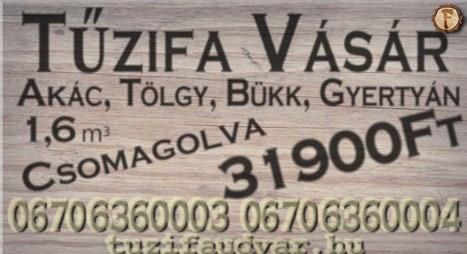 Tűzifa Vásár
Akác, Tölgy, Bükk, Gyertyán
1,6 m³
Csomagolva
31900Ft
06706360003 06706360004
tuzifaudvar.hu